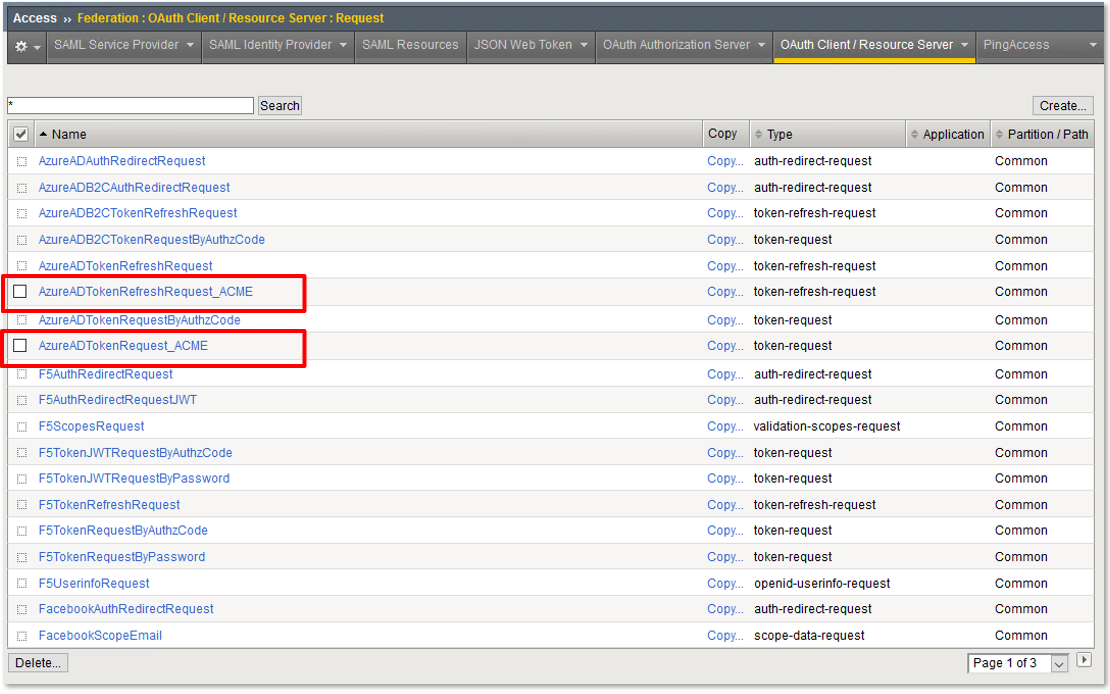 Access ›› Federation : OAuth Client / Resource Server : Request
SAML Service Provider SAML Identity Provider SAML Resources JSON Web Token OAuth Authorization Server OAuth Client / Resource Server PingAccess
* Search Create...
Name Copy Type Application Partition / Path
AzureADAuthRedirectRequest Copy... auth-redirect-request Common
AzureADB2CAuthRedirectRequest Copy... auth-redirect-request Common
AzureADB2CTokenRefreshRequest Copy... token-refresh-request Common
AzureADB2CTokenRequestByAuthzCode Copy... token-request Common
AzureADTokenRefreshRequest Copy... token-refresh-request Common
AzureADTokenRefreshRequest_ACME Copy... token-refresh-request Common
AzureADTokenRequestByAuthzCode Copy... token-request Common
AzureADTokenRequest_ACME Copy... token-request Common
F5AuthRedirectRequest Copy... auth-redirect-request Common
F5AuthRedirectRequestJWT Copy... auth-redirect-request Common
F5ScopesRequest Copy... validation-scopes-request Common
F5TokenJWTRequestByAuthzCode Copy... token-request Common
F5TokenJWTRequestByPassword Copy... token-request Common
F5TokenRefreshRequest Copy... token-refresh-request Common
F5TokenRequestByAuthzCode Copy... token-request Common
F5TokenRequestByPassword Copy... token-request Common
F5UserinfoRequest Copy... openid-userinfo-request Common
FacebookAuthRedirectRequest Copy... auth-redirect-request Common
FacebookScopeEmail Copy... scope-data-request Common
Delete... Page 1 of 3